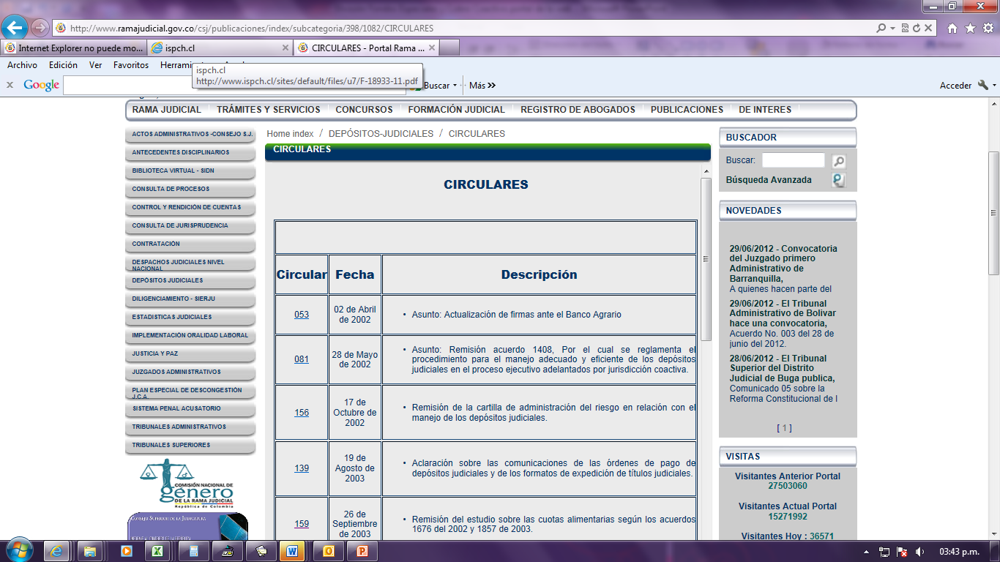 http://www.ramajudicial.gov.co/csj/publicaciones/index/subcategoria/398/1082/CIRCULARES
Internet Explorer no puede mo...
ispch.cl
CIRCULARES - Portal Rama ...
Archivo Edición Ver Favoritos
ispch.cl
http://www.ispch.cl/sites/default/files/u7/F-18933-11.pdf
x Google
Buscar
Más >>
Acceder
RAMA JUDICIAL
TRÁMITES Y SERVICIOS
CONCURSOS
FORMACIÓN JUDICIAL
REGISTRO DE ABOGADOS
PUBLICACIONES
DE INTERES
ACTOS ADMINISTRATIVOS -CONSEJO S.J.
ANTECEDENTES DISCIPLINARIOS
BIBLIOTECA VIRTUAL - SIDN
CONSULTA DE PROCESOS
CONTROL Y RENDICIÓN DE CUENTAS
CONSULTA DE JURISPRUDENCIA
CONTRATACIÓN
DESPACHOS JUDICIALES NIVEL
NACIONAL
DEPÓSITOS JUDICIALES
DILIGENCIAMIENTO - SIERJU
ESTADISTICAS JUDICIALES
IMPLEMENTACIÓN ORALIDAD LABORAL
JUSTICIA Y PAZ
JUZGADOS ADMINISTRATIVOS
PLAN ESPECIAL DE DESCONGESTIÓN
J.C.A.
SISTEMA PENAL ACUSATORIO
TRIBUNALES ADMINISTRATIVOS
TRIBUNALES SUPERIORES
COMISIÓN NACIONAL DE
género
DE LA RAMA JUDICIAL
República de Colombia
CONSEJO SUPERIOR DE LA JUDICATURA
Home index / DEPÓSITOS-JUDICIALES / CIRCULARES
CIRCULARES
CIRCULARES
Circular Fecha Descripción
053
02 de Abril
de 2002
• Asunto: Actualización de firmas ante el Banco Agrario
081
28 de Mayo
de 2002
• Asunto: Remisión acuerdo 1408, Por el cual se reglamenta el
procedimiento para el manejo adecuado y eficiente de los depósitos
judiciales en el proceso ejecutivo adelantados por jurisdicción coactiva.
156
17 de
Octubre de
2002
• Remisión de la cartilla de administración del riesgo en relación con el
manejo de los depósitos judiciales.
139
19 de
Agosto de
2003
• Aclaración sobre las comunicaciones de las órdenes de pago de
depósitos judiciales y de los formatos de expedición de títulos judiciales.
159
26 de
Septiembre
de 2003
• Remisión del estudio sobre las cuotas alimentarias según los acuerdos
1676 del 2002 y 1857 de 2003.
BUSCADOR
Buscar:
Búsqueda Avanzada
NOVEDADES
29/06/2012 - Convocatoria
del Juzgado primero
Administrativo de
Barranquilla,
A quienes hacen parte del
29/06/2012 - El Tribunal
Administrativo de Bolivar
hace una convocatoria,
Acuerdo No. 003 del 28 de
junio del 2012.
28/06/2012 - El Tribunal
Superior del Distrito
Judicial de Buga publica,
Comunicado 05 sobre la
Reforma Constitucional de l
[ 1 ]
VISITAS
Visitantes Anterior Portal
27503060
Visitantes Actual Portal
15271992
Visitantes Hoy : 36571
03:43 p.m.